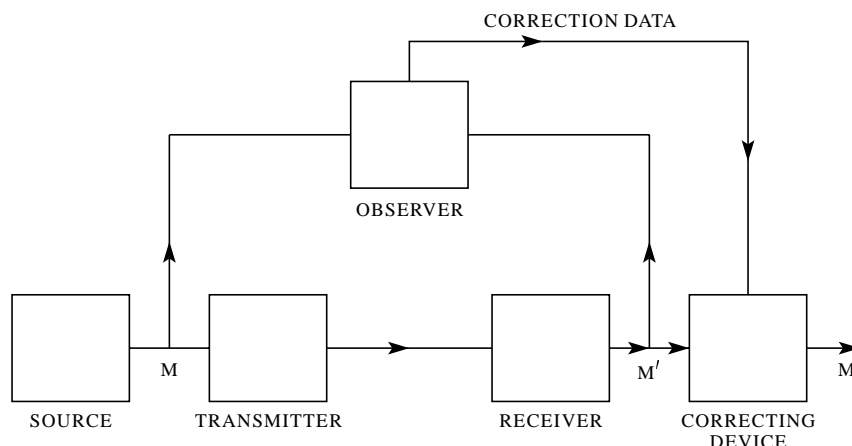 CORRECTION DATA
OBSERVER
M
M′
M
SOURCE
TRANSMITTER
RECEIVER
CORRECTING
DEVICE